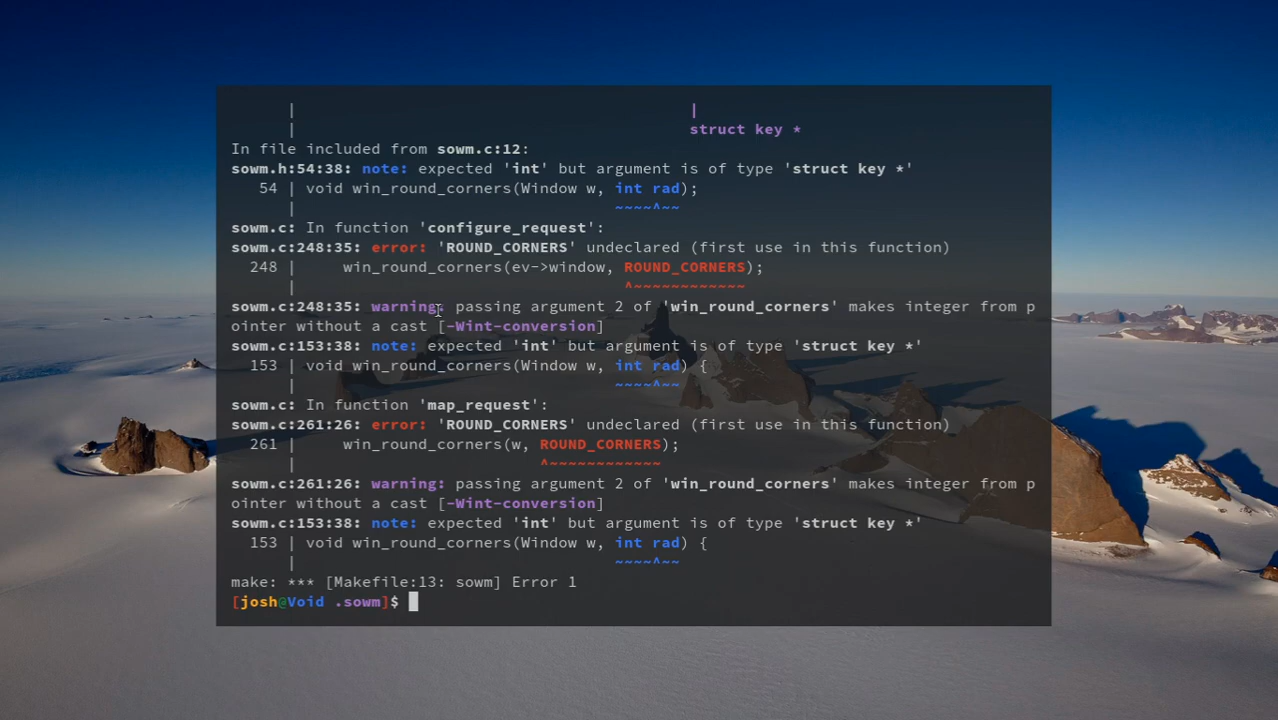 |                                           |
|                                           struct key *
In file included from sowm.c:12:
sowm.h:54:38: note: expected 'int' but argument is of type 'struct key *'
   54 | void win_round_corners(Window w, int rad);
      |                                  ~~~~^~~
sowm.c: In function 'configure_request':
sowm.c:248:35: error: 'ROUND_CORNERS' undeclared (first use in this function)
  248 |     win_round_corners(ev->window, ROUND_CORNERS);
      |                                   ^~~~~~~~~~~~~
sowm.c:248:35: warning: passing argument 2 of 'win_round_corners' makes integer from p
ointer without a cast [-Wint-conversion]
sowm.c:153:38: note: expected 'int' but argument is of type 'struct key *'
  153 | void win_round_corners(Window w, int rad) {
      |                                  ~~~~^~~
sowm.c: In function 'map_request':
sowm.c:261:26: error: 'ROUND_CORNERS' undeclared (first use in this function)
  261 |     win_round_corners(w, ROUND_CORNERS);
      |                          ^~~~~~~~~~~~~
sowm.c:261:26: warning: passing argument 2 of 'win_round_corners' makes integer from p
ointer without a cast [-Wint-conversion]
sowm.c:153:38: note: expected 'int' but argument is of type 'struct key *'
  153 | void win_round_corners(Window w, int rad) {
      |                                  ~~~~^~~
make: *** [Makefile:13: sowm] Error 1
[josh@Void .sowm]$